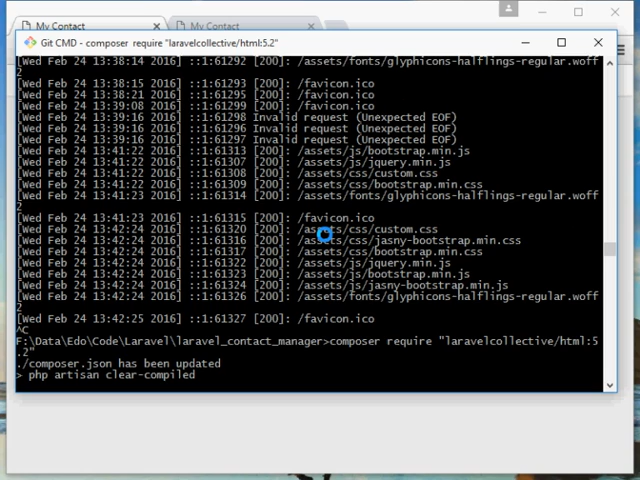 My Contact
My Contact
Git CMD - composer require "laravelcollective/html:5.2"
[Wed Feb 24 13:38:14 2016] ::1:61292 [200]: /assets/fonts/glyphicons-halflings-regular.woff
2
[Wed Feb 24 13:38:15 2016] ::1:61293 [200]: /favicon.ico
[Wed Feb 24 13:38:21 2016] ::1:61295 [200]: /favicon.ico
[Wed Feb 24 13:39:08 2016] ::1:61299 [200]: /favicon.ico
[Wed Feb 24 13:39:16 2016] ::1:61298 Invalid request (Unexpected EOF)
[Wed Feb 24 13:39:16 2016] ::1:61296 Invalid request (Unexpected EOF)
[Wed Feb 24 13:39:16 2016] ::1:61297 Invalid request (Unexpected EOF)
[Wed Feb 24 13:41:22 2016] ::1:61313 [200]: /assets/js/bootstrap.min.js
[Wed Feb 24 13:41:22 2016] ::1:61307 [200]: /assets/js/jquery.min.js
[Wed Feb 24 13:41:22 2016] ::1:61308 [200]: /assets/css/custom.css
[Wed Feb 24 13:41:22 2016] ::1:61309 [200]: /assets/css/bootstrap.min.css
[Wed Feb 24 13:41:22 2016] ::1:61314 [200]: /assets/fonts/glyphicons-halflings-regular.woff
2
[Wed Feb 24 13:41:23 2016] ::1:61315 [200]: /favicon.ico
[Wed Feb 24 13:42:24 2016] ::1:61320 [200]: /assets/css/custom.css
[Wed Feb 24 13:42:24 2016] ::1:61316 [200]: /assets/css/jasny-bootstrap.min.css
[Wed Feb 24 13:42:24 2016] ::1:61317 [200]: /assets/css/bootstrap.min.css
[Wed Feb 24 13:42:24 2016] ::1:61322 [200]: /assets/js/jquery.min.js
[Wed Feb 24 13:42:24 2016] ::1:61323 [200]: /assets/js/bootstrap.min.js
[Wed Feb 24 13:42:24 2016] ::1:61324 [200]: /assets/js/jasny-bootstrap.min.js
[Wed Feb 24 13:42:24 2016] ::1:61326 [200]: /assets/fonts/glyphicons-halflings-regular.woff
2
[Wed Feb 24 13:42:25 2016] ::1:61327 [200]: /favicon.ico
^C
F:\Data\Edo\Code\Laravel\laravel_contact_manager>composer require "laravelcollective/html:5
.2"
./composer.json has been updated
> php artisan clear-compiled